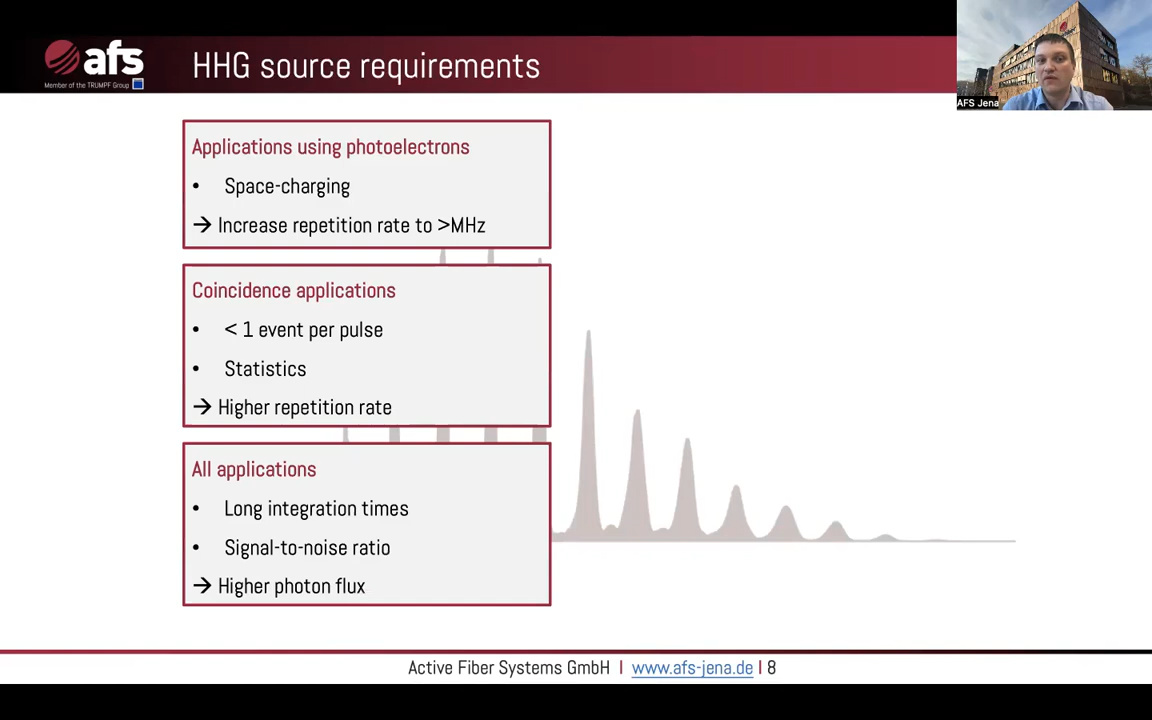 afs
Member of the TRUMPF Group
HHG source requirements
AFS Jena
Applications using photoelectrons
• Space-charging
→ Increase repetition rate to >MHz
Coincidence applications
• < 1 event per pulse
• Statistics
→ Higher repetition rate
All applications
• Long integration times
• Signal-to-noise ratio
→ Higher photon flux
Active Fiber Systems GmbH | www.afs-jena.de | 8